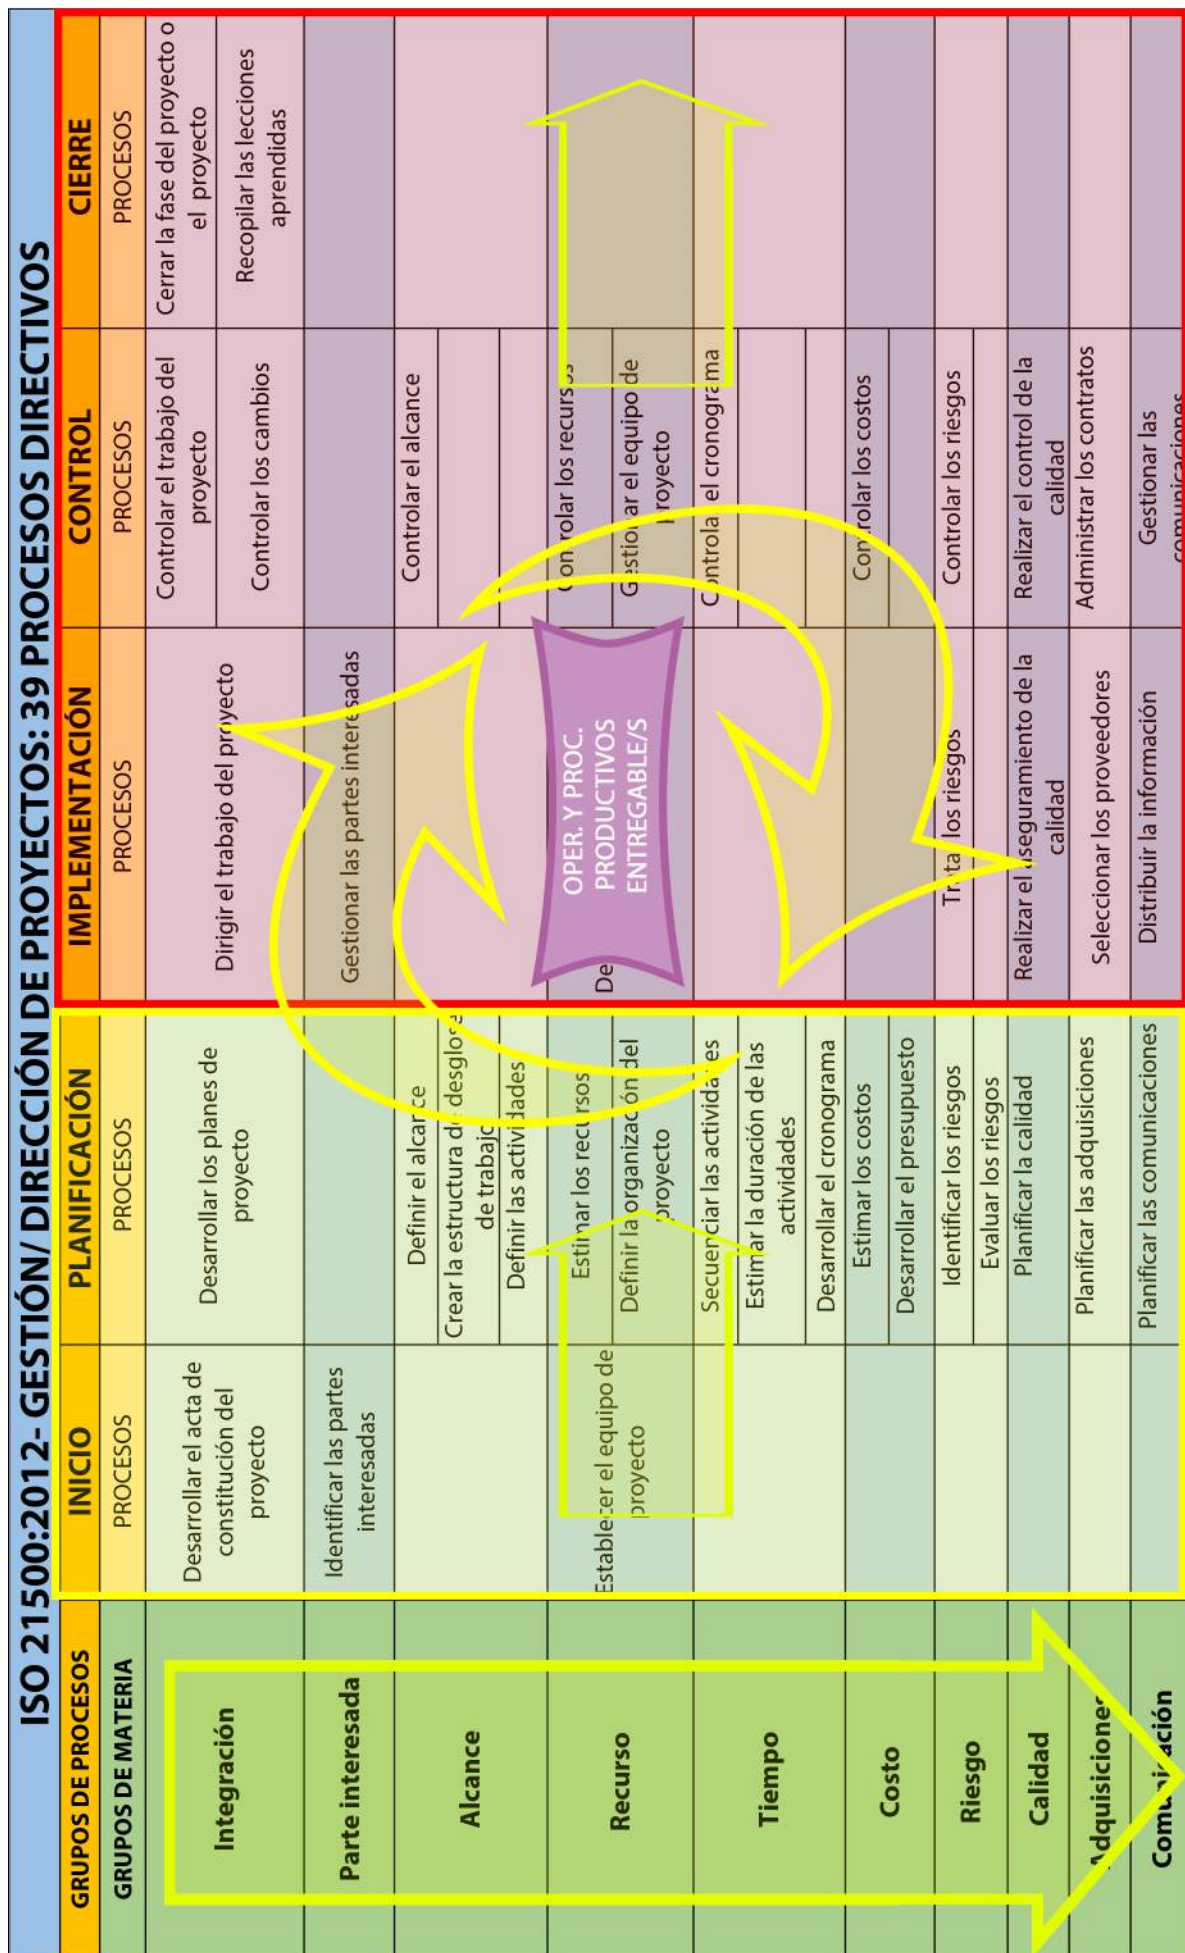 ISO 21500:2012- GESTIÓN/ DIRECCIÓN DE PROYECTOS: 39 PROCESOS DIRECTIVOS
GRUPOS DE PROCESOS
INICIO
PLANIFICACIÓN
IMPLEMENTACIÓN
CONTROL
CIERRE
GRUPOS DE MATERIA
PROCESOS
PROCESOS
PROCESOS
PROCESOS
PROCESOS
Integración
Desarrollar el acta de
constitución del
proyecto
Desarrollar los planes de
proyecto
Dirigir el trabajo del proyecto
Controlar el trabajo del
proyecto
Controlar los cambios
Cerrar la fase del proyecto o
el proyecto
Recopilar las lecciones
aprendidas
Parte interesada
Identificar las partes
interesadas
Gestionar las partes interesadas
Alcance
Definir el alcance
Crear la estructura de desglose
de trabajo
Definir las actividades
Controlar el alcance
Recurso
Establecer el equipo de
proyecto
Estimar los recursos
Definir la organización del
proyecto
De
OPER. Y PROC.
PRODUCTIVOS
ENTREGABLE/S
Controlar los recursos
Gestionar el equipo de
proyecto
Tiempo
Secuenciar las actividades
Estimar la duración de las
actividades
Desarrollar el cronograma
Controlar el cronograma
Costo
Estimar los costos
Desarrollar el presupuesto
Controlar los costos
Riesgo
Identificar los riesgos
Evaluar los riesgos
Tratar los riesgos
Controlar los riesgos
Calidad
Planificar la calidad
Realizar el aseguramiento de la
calidad
Realizar el control de la
calidad
Adquisiciones
Planificar las adquisiciones
Seleccionar los proveedores
Administrar los contratos
Comunicación
Planificar las comunicaciones
Distribuir la información
Gestionar las
comunicaciones